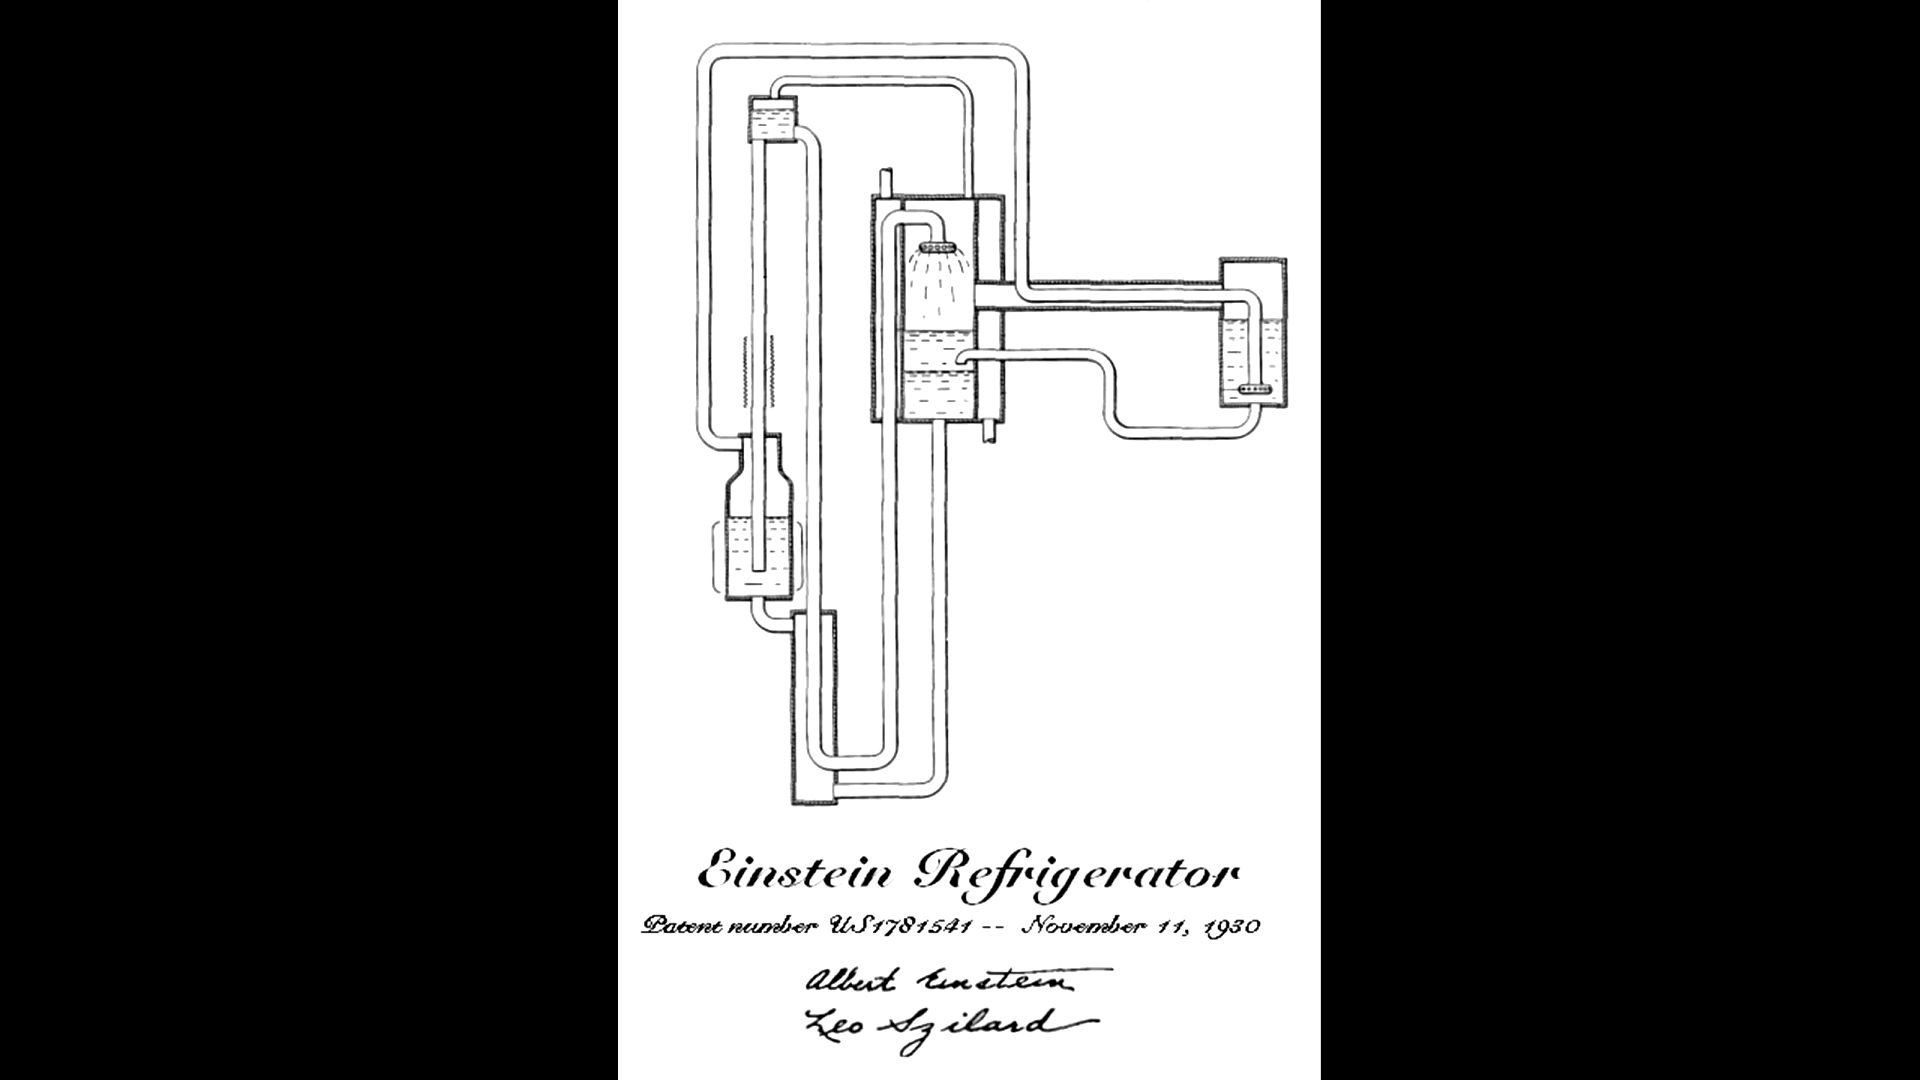 Einstein Refrigerator
Patent number US1781541 -- November 11, 1930
Albert Einstein
Leo Szilard